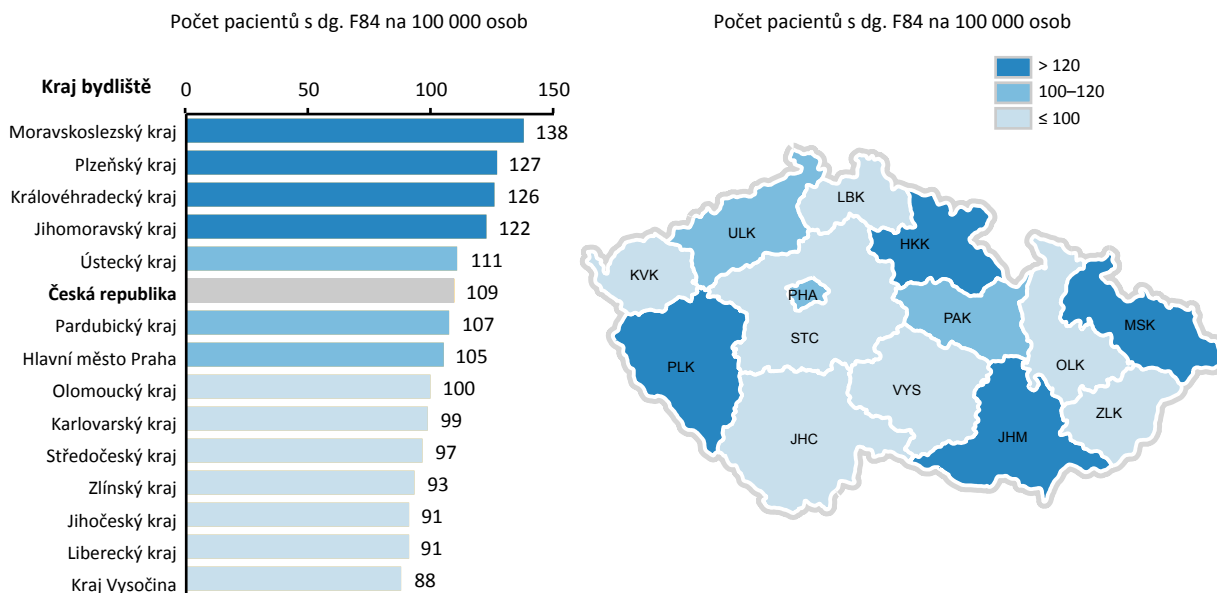 Počet pacientů s dg. F84 na 100 000 osob
Kraj bydliště
0 50 100 150
Moravskoslezský kraj 138
Plzeňský kraj 127
Královéhradecký kraj 126
Jihomoravský kraj 122
Ústecký kraj 111
Česká republika 109
Pardubický kraj 107
Hlavní město Praha 105
Olomoucký kraj 100
Karlovarský kraj 99
Středočeský kraj 97
Zlínský kraj 93
Jihočeský kraj 91
Liberecký kraj 91
Kraj Vysočina 88
Počet pacientů s dg. F84 na 100 000 osob
> 120
100–120
≤ 100
LBK
ULK
HKK
KVK
PHA
PAK
MSK
STC
PLK
OLK
VYS
ZLK
JHC
JHM